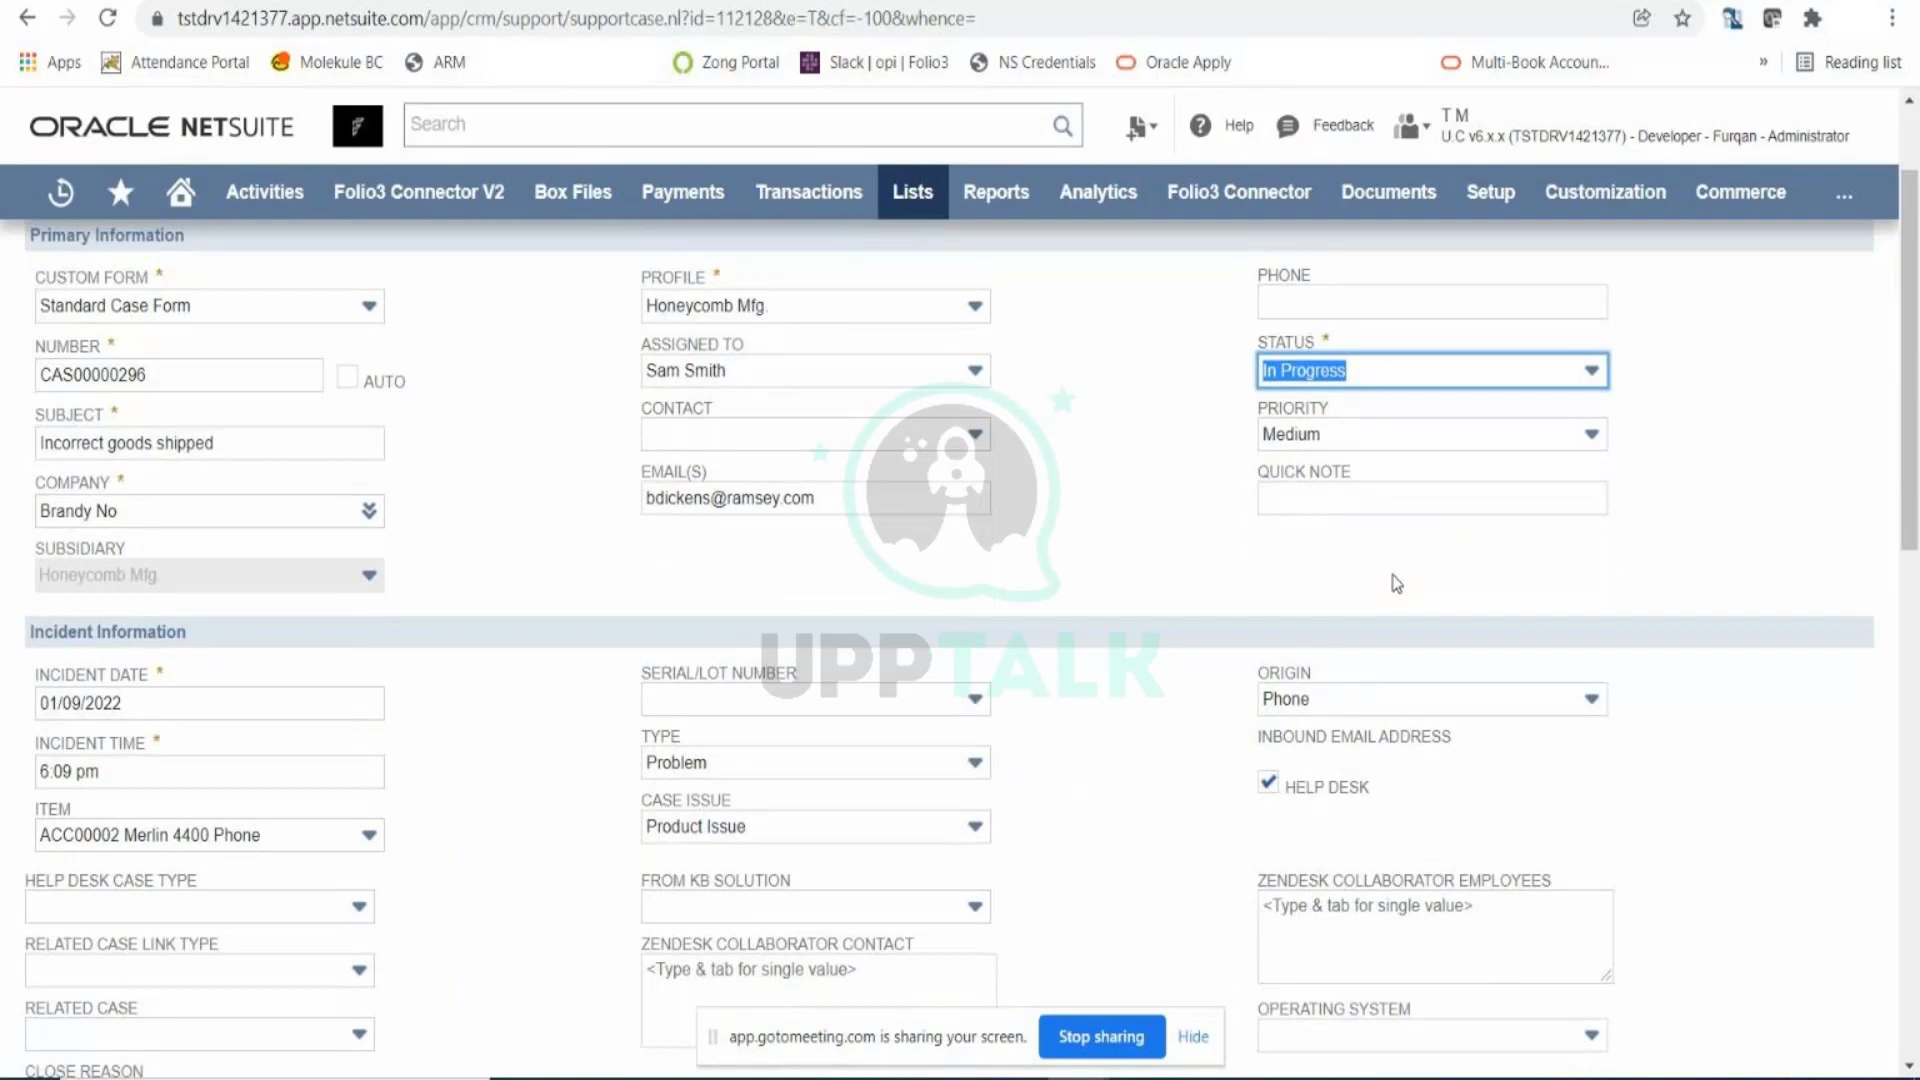 tstdrv1421377.app.netsuite.com/app/crm/support/supportcase.nl?id=112128&e=T&cf=-100&whence=
Apps Attendance Portal Molekule BC ARM Zong Portal Slack | opi | Folio3 NS Credentials Oracle Apply Multi-Book Accoun... » Reading list
ORACLE NETSUITE Search Help Feedback T M
U.C v6.x.x (TSTDRV1421377) - Developer - Furqan - Administrator
Activities Folio3 Connector V2 Box Files Payments Transactions Lists Reports Analytics Folio3 Connector Documents Setup Customization Commerce ...
Primary Information
CUSTOM FORM *
Standard Case Form
NUMBER *
CAS00000296 AUTO
SUBJECT *
Incorrect goods shipped
COMPANY *
Brandy No
SUBSIDIARY
Honeycomb Mfg.
PROFILE *
Honeycomb Mfg.
ASSIGNED TO
Sam Smith
CONTACT
EMAIL(S)
bdickens@ramsey.com
PHONE
STATUS *
In Progress
PRIORITY
Medium
QUICK NOTE
UPPTALK
Incident Information
INCIDENT DATE *
01/09/2022
INCIDENT TIME *
6:09 pm
ITEM
ACC00002 Merlin 4400 Phone
SERIAL/LOT NUMBER
TYPE
Problem
CASE ISSUE
Product Issue
ORIGIN
Phone
INBOUND EMAIL ADDRESS
HELP DESK
HELP DESK CASE TYPE
RELATED CASE LINK TYPE
RELATED CASE
CLOSE REASON
FROM KB SOLUTION
ZENDESK COLLABORATOR CONTACT
<Type & tab for single value>
ZENDESK COLLABORATOR EMPLOYEES
<Type & tab for single value>
OPERATING SYSTEM
app.gotomeeting.com is sharing your screen. Stop sharing Hide